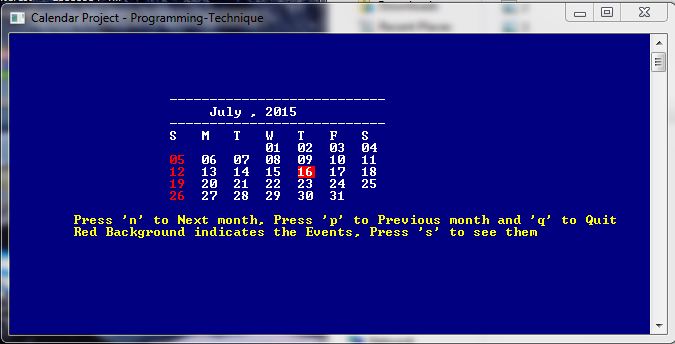 Calendar Project - Programming-Technique
July , 2015
S M T W T F S
01 02 03 04
05 06 07 08 09 10 11
12 13 14 15 16 17 18
19 20 21 22 23 24 25
26 27 28 29 30 31
Press 'n' to Next month, Press 'p' to Previous month and 'q' to Quit
Red Background indicates the Events, Press 's' to see them